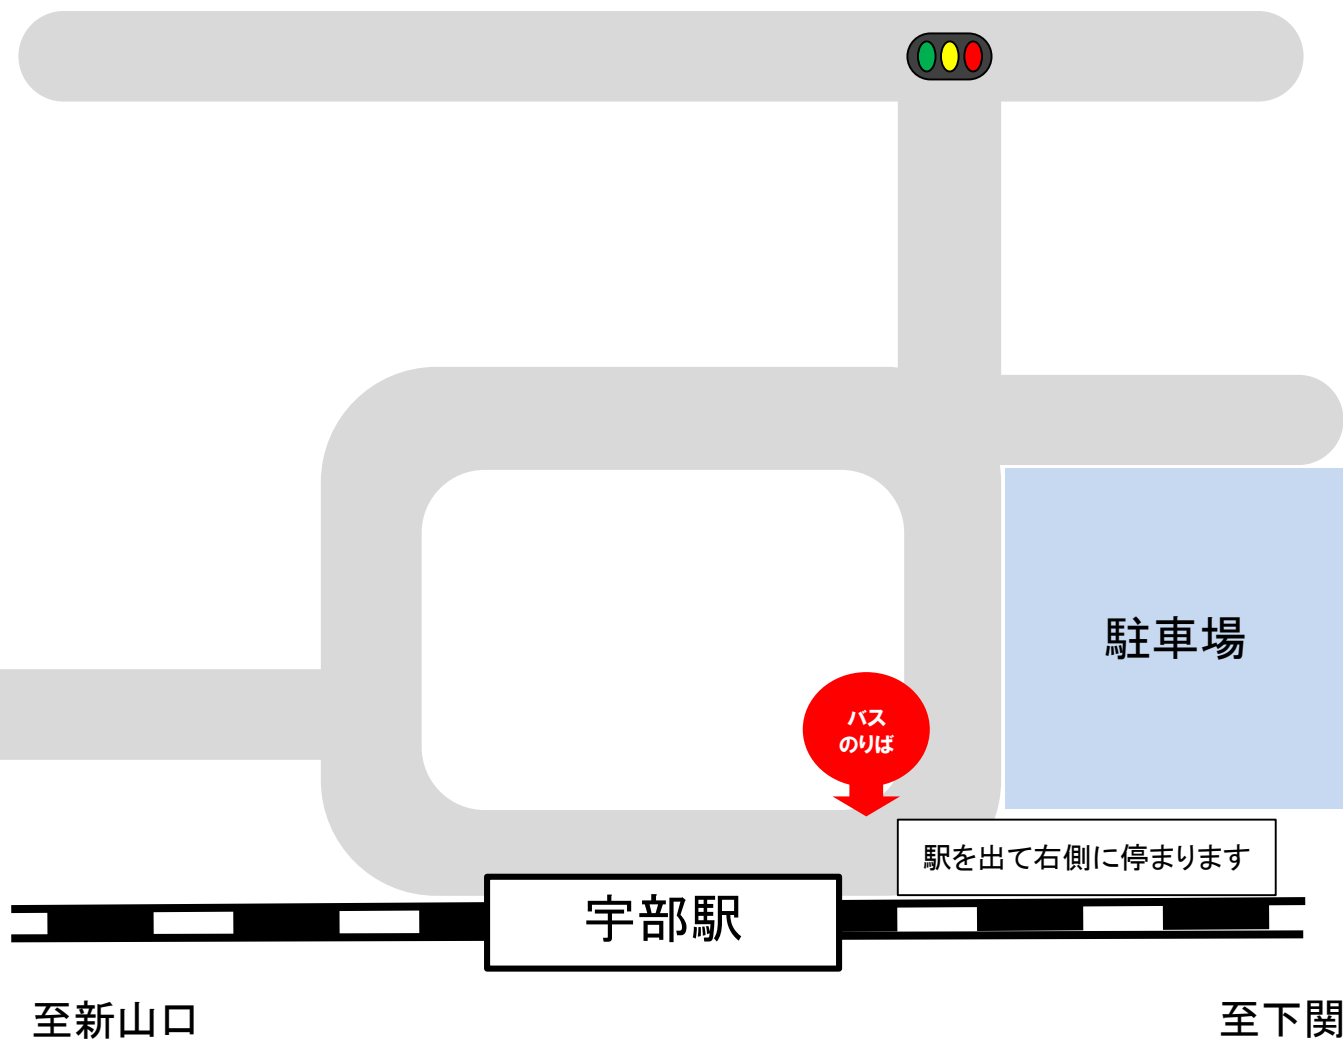 駐車場
バス
のりば
駅を出て右側に停まります
宇部駅
至新山口
至下関